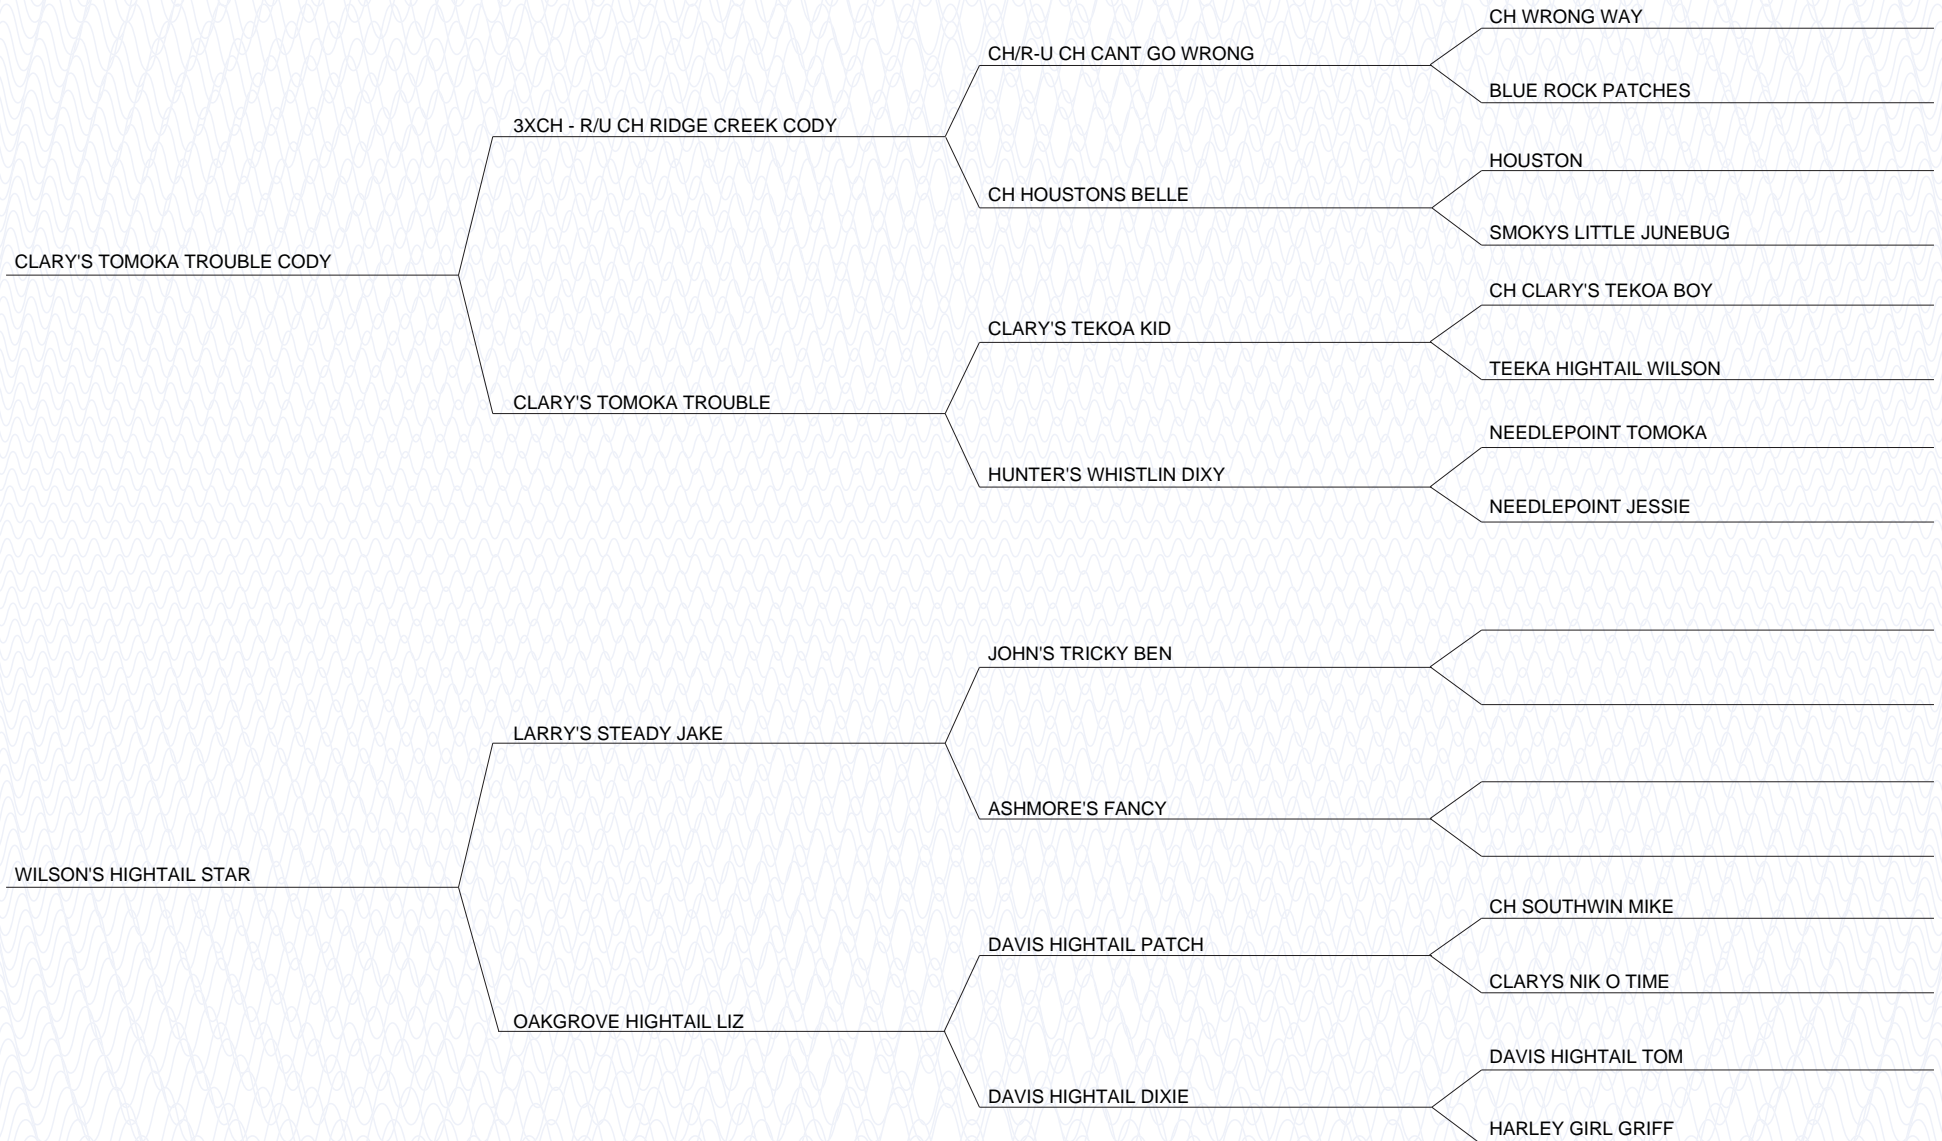 CH WRONG WAY
CH/R-U CH CANT GO WRONG
BLUE ROCK PATCHES
3XCH - R/U CH RIDGE CREEK CODY
HOUSTON
CH HOUSTONS BELLE
SMOKYS LITTLE JUNEBUG
CLARY'S TOMOKA TROUBLE CODY
CH CLARY'S TEKOA BOY
CLARY'S TEKOA KID
TEEKA HIGHTAIL WILSON
CLARY'S TOMOKA TROUBLE
NEEDLEPOINT TOMOKA
HUNTER'S WHISTLIN DIXY
NEEDLEPOINT JESSIE
JOHN'S TRICKY BEN
LARRY'S STEADY JAKE
ASHMORE'S FANCY
WILSON'S HIGHTAIL STAR
CH SOUTHWIN MIKE
DAVIS HIGHTAIL PATCH
CLARYS NIK O TIME
OAKGROVE HIGHTAIL LIZ
DAVIS HIGHTAIL TOM
DAVIS HIGHTAIL DIXIE
HARLEY GIRL GRIFF